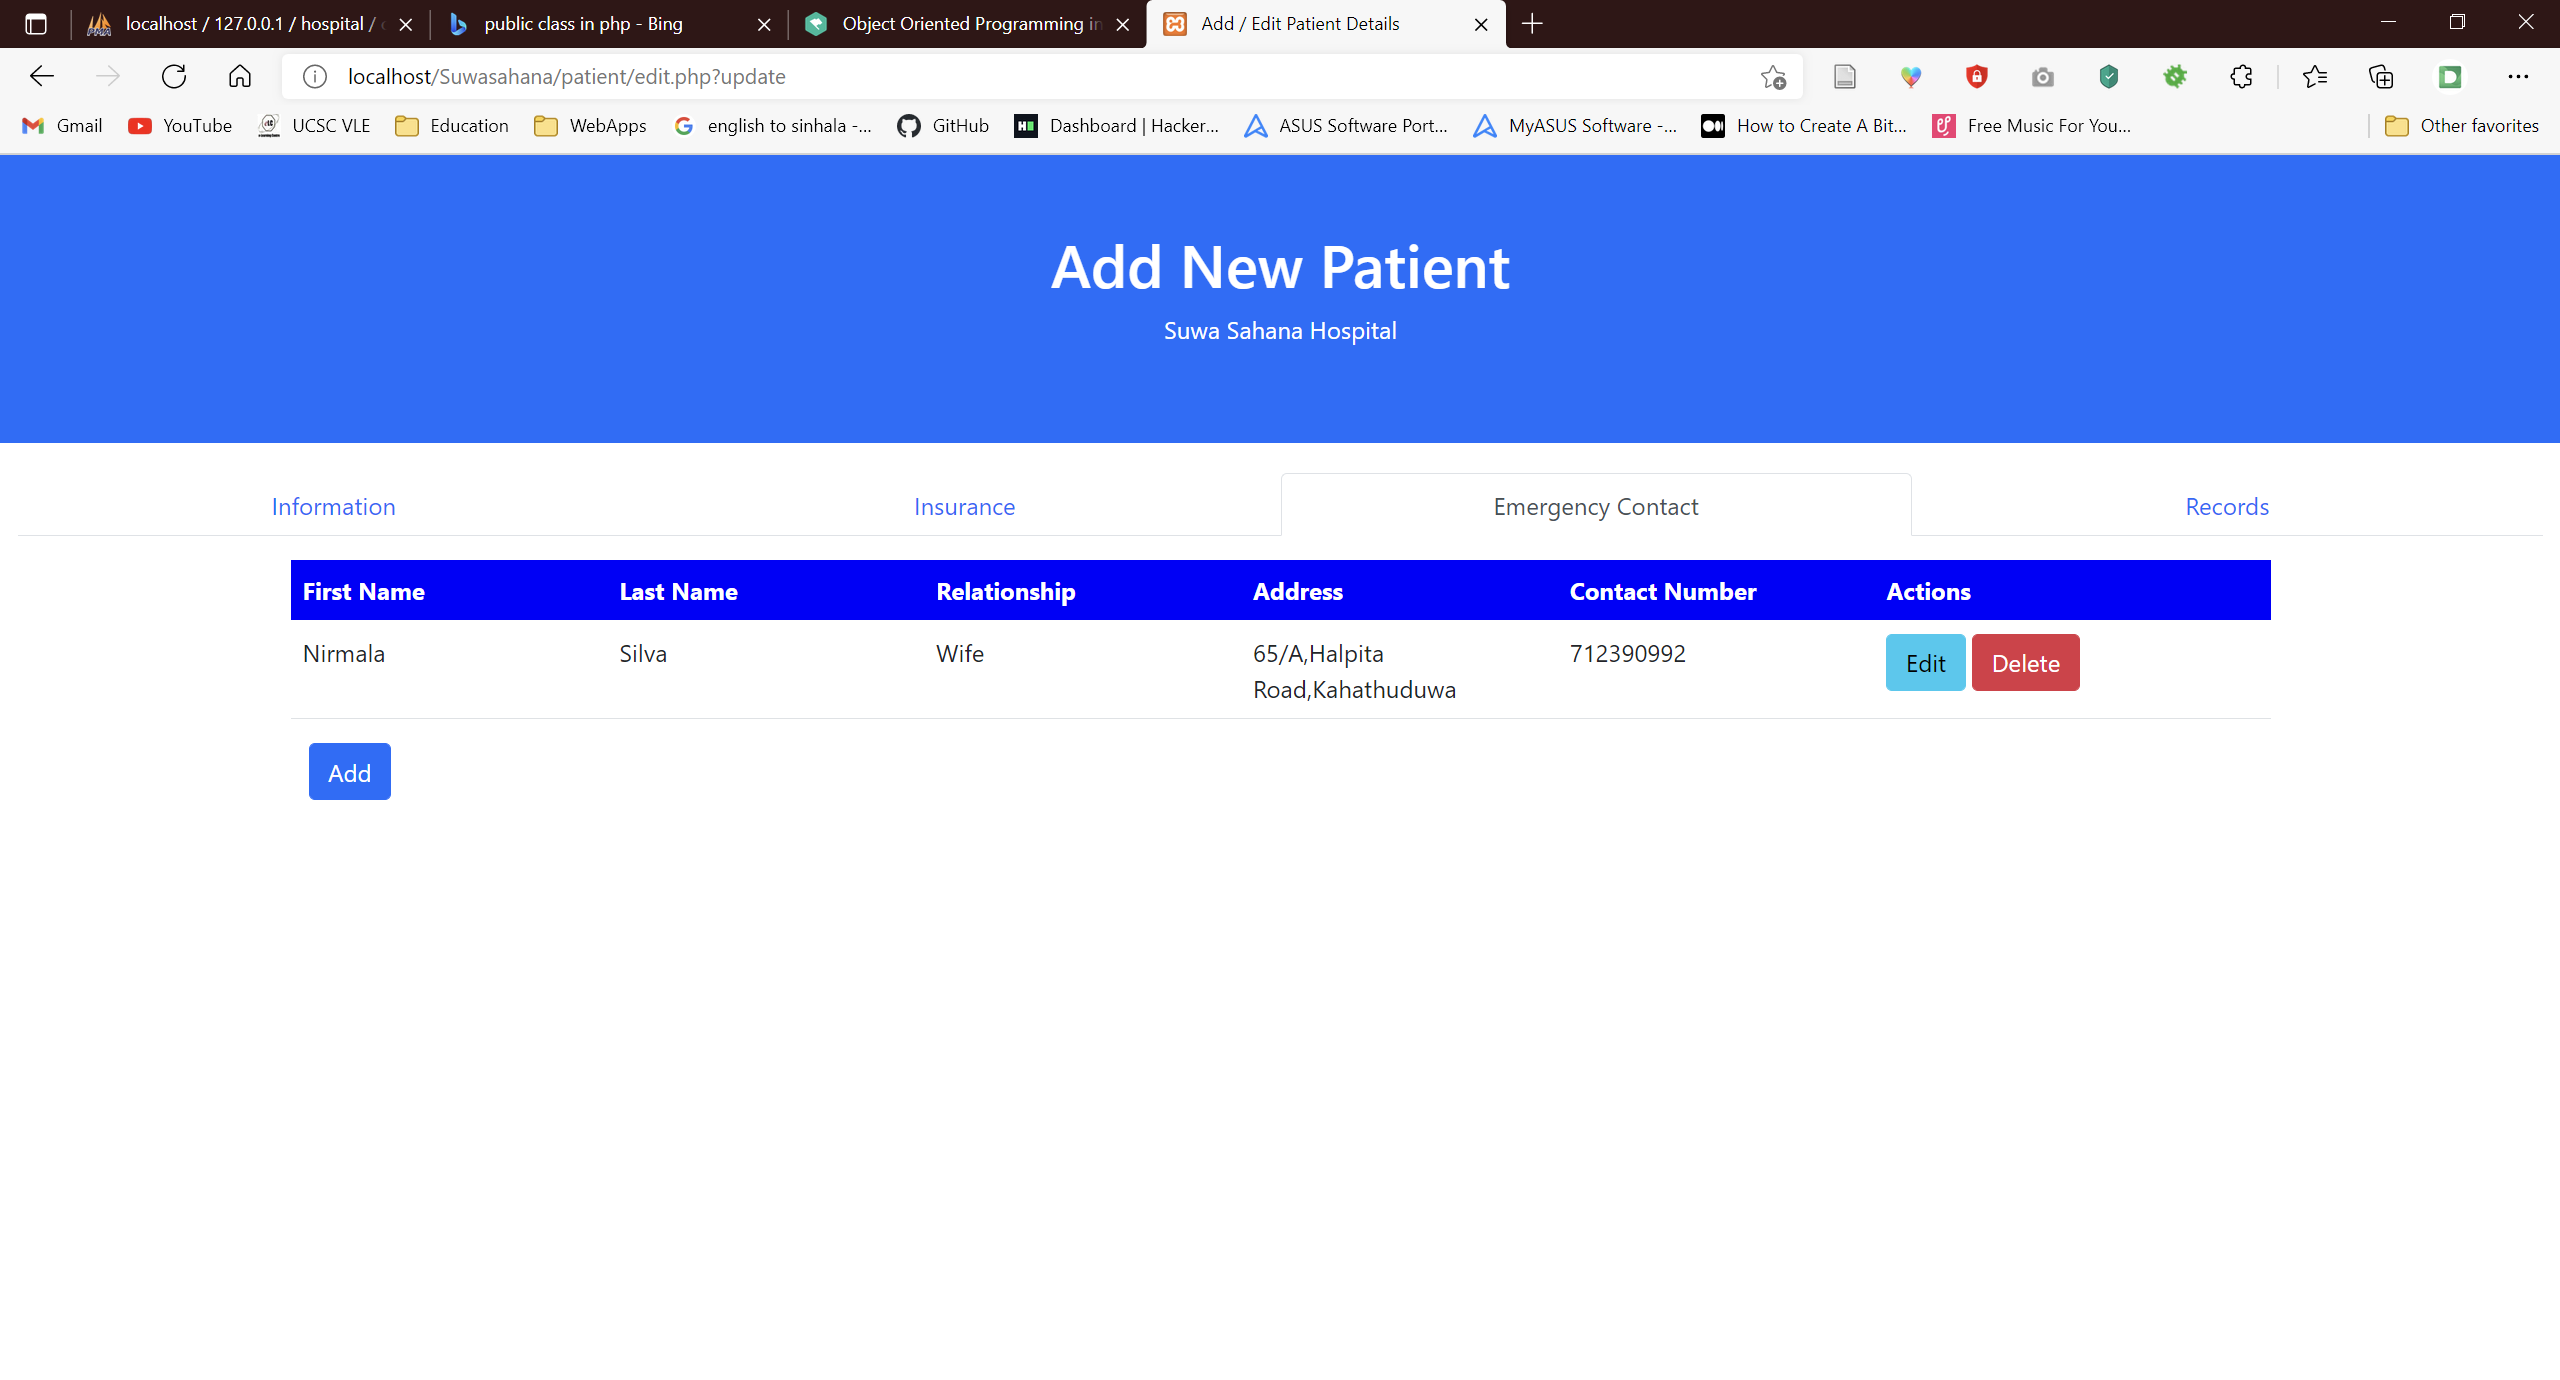 localhost / 127.0.0.1 / hospital /
public class in php - Bing
Object Oriented Programming in
Add / Edit Patient Details
localhost/Suwasahana/patient/edit.php?update
Gmail
YouTube
UCSC VLE
Education
WebApps
english to sinhala -...
GitHub
Dashboard | Hacker...
ASUS Software Port...
MyASUS Software -...
How to Create A Bit...
Free Music For You...
Other favorites
Add New Patient
Suwa Sahana Hospital
Information
Insurance
Emergency Contact
Records
First Name Last Name Relationship Address Contact Number Actions
Nirmala Silva Wife 65/A,Halpita 712390992 Edit Delete
Road,Kahathuduwa
Add